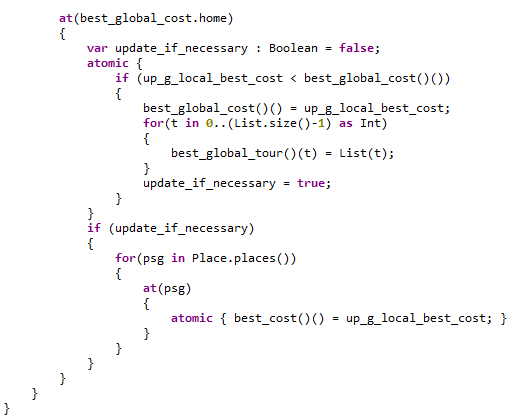 at(best_global_cost.home)
{
var update_if_necessary : Boolean = false;
atomic {
if (up_g_local_best_cost < best_global_cost()())
{
best_global_cost()() = up_g_local_best_cost;
for(t in 0..(List.size()-1) as Int)
{
best_global_tour()(t) = List(t);
}
update_if_necessary = true;
}
}
if (update_if_necessary)
{
for(psg in Place.places())
{
at(psg)
{
atomic { best_cost()() = up_g_local_best_cost; }
}
}
}
}
}
}